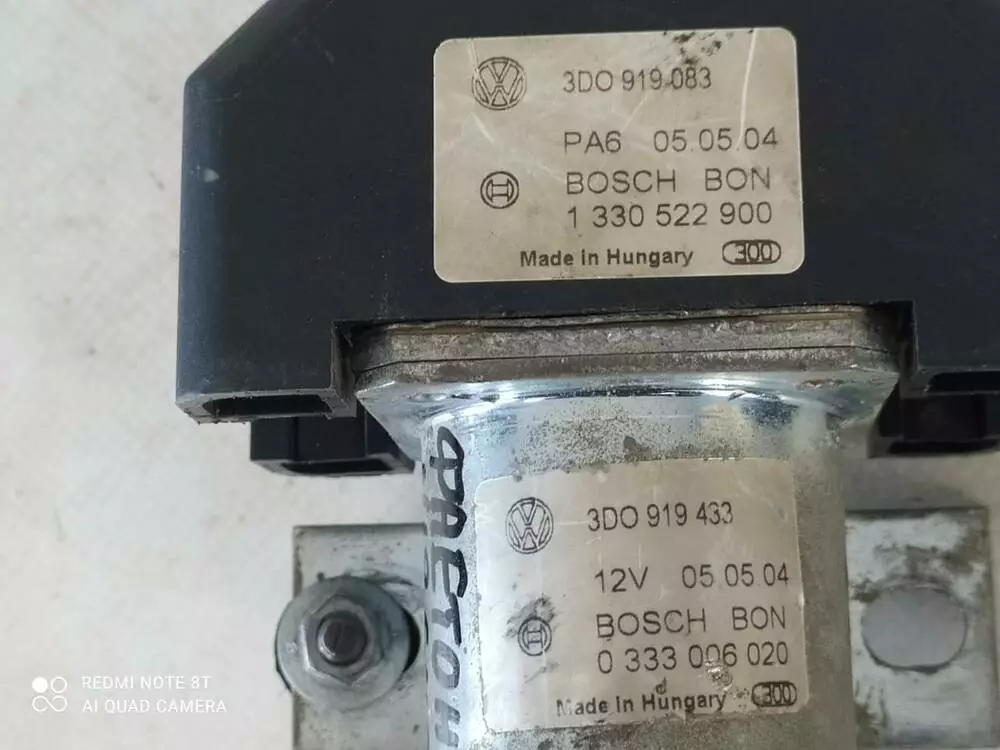 3D0 919 083
PA6 05.05.04
BOSCH BON
1 330 522 900
Made in Hungary 300
ФАЕТОН
3D0 919 433
12V 05.05.04
BOSCH BON
0 333 006 020
Made in Hungary 300
REDMI NOTE 8T
AI QUAD CAMERA